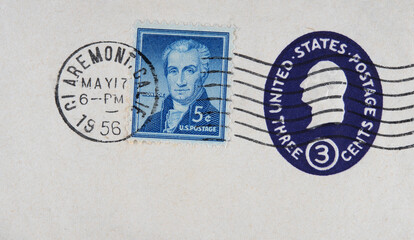 CLAREMONT, CALIF.
MAY 17
6-PM
1956
5¢
U.S. POSTAGE
UNITED·STATES·POSTAGE
THREE 3 CENTS